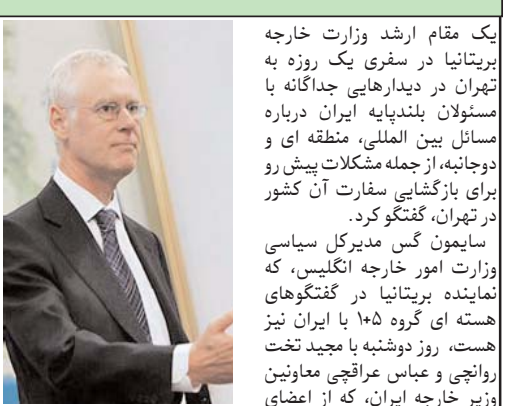 یک مقام ارشد وزارت خارجه
بریتانیا در سفری یک روزه به
تهران در دیدارهایی جداگانه با
مسئولان بلندپایه ایران درباره
مسائل بین المللی، منطقه ای و
دوجانبه، از جمله مشکلات پیش رو
برای بازگشایی سفارت آن کشور
در تهران، گفتگو کرد.
سایمون گس مدیرکل سیاسی
وزارت امور خارجه انگلیس، که
نماینده بریتانیا در گفتگوهای
هسته ای گروه ۵+۱ با ایران نیز
هست، روز دوشنبه با مجید تخت
روانچی و عباس عراقچی معاونین
وزیر خارجه ایران، که از اعضای